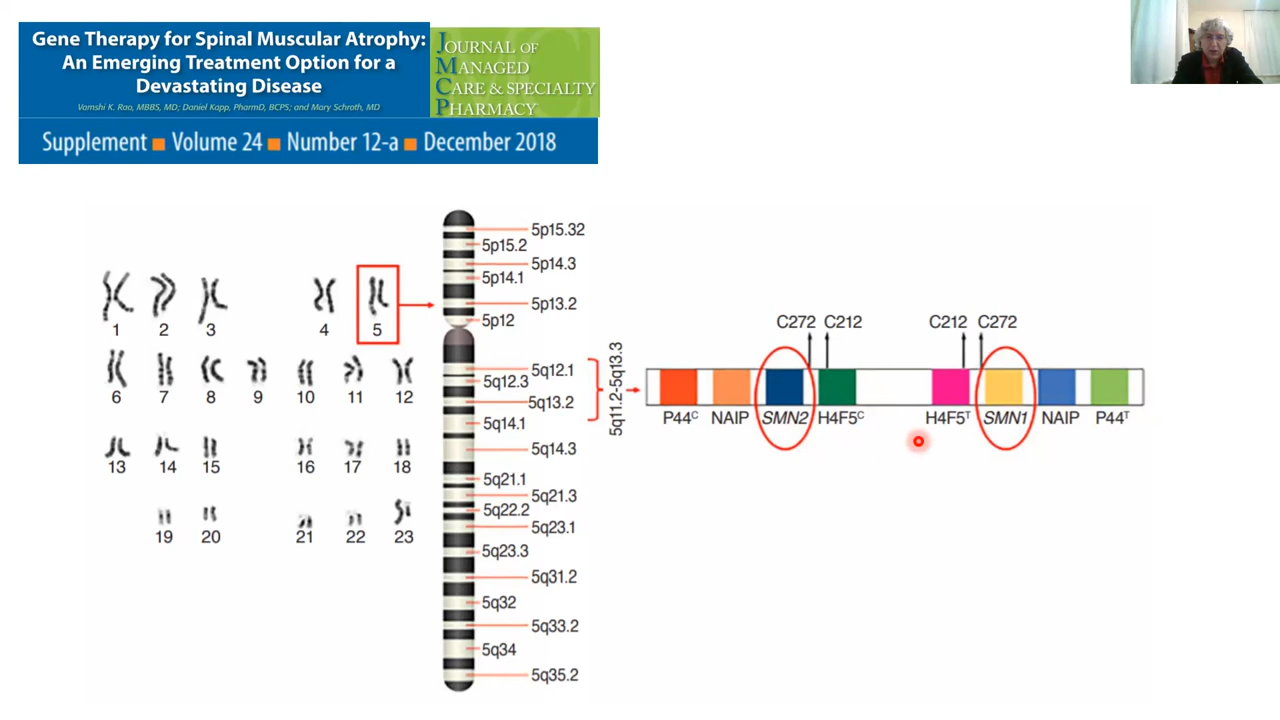 Gene Therapy for Spinal Muscular Atrophy:
An Emerging Treatment Option for a
Devastating Disease
Vamshi K. Rao, MBBS, MD; Daniel Kapp, PharmD, BCPS; and Mary Schroth, MD
JOURNAL OF
MANAGED
CARE & SPECIALTY
PHARMACY
Supplement ■ Volume 24 ■ Number 12-a ■ December 2018
1 2 3 4 5
6 7 8 9 10 11 12
13 14 15 16 17 18
19 20 21 22 23
5p15.32
5p15.2
5p14.3
5p14.1
5p13.2
5p12
5q12.1
5q12.3
5q13.2
5q14.1
5q14.3
5q21.1
5q21.3
5q22.2
5q23.1
5q23.3
5q31.2
5q32
5q33.2
5q34
5q35.2
5q11.2-5q13.3
C272 C212 C212 C272
P44ᶜ NAIP SMN2 H4F5ᶜ H4F5ᵀ SMN1 NAIP P44ᵀ